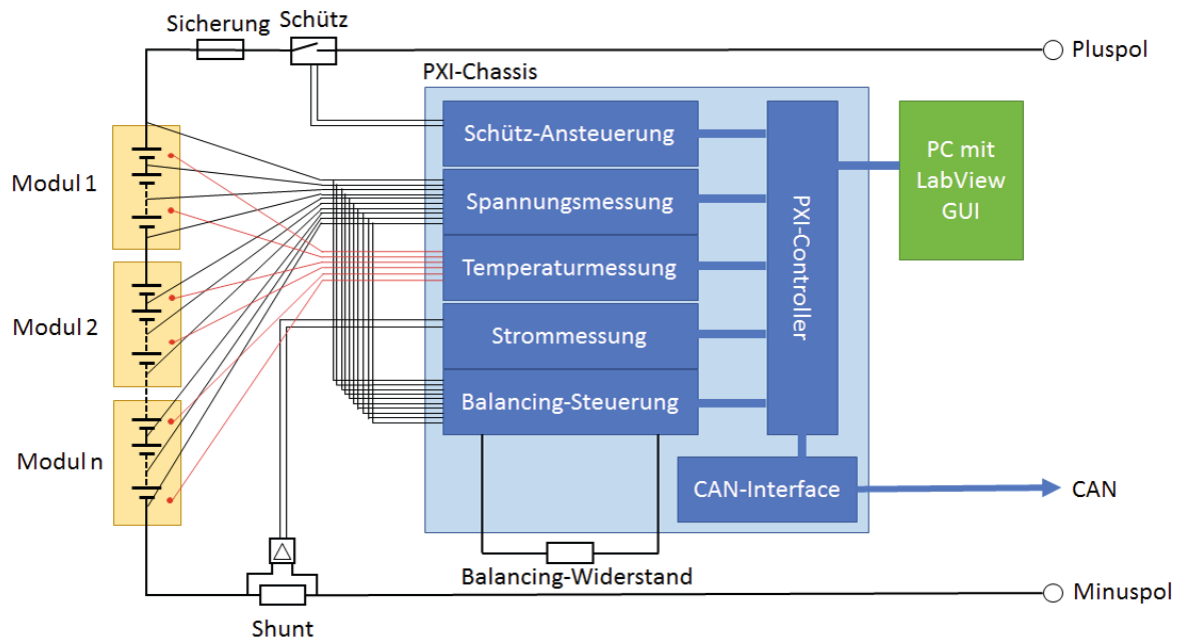 Sicherung
Schütz
Pluspol
PXI-Chassis
Schütz-Ansteuerung
PC mit
LabView
GUI
Modul 1
Spannungsmessung
PXI-Controller
Temperaturmessung
Modul 2
Strommessung
Balancing-Steuerung
Modul n
CAN-Interface
CAN
Balancing-Widerstand
Minuspol
Shunt